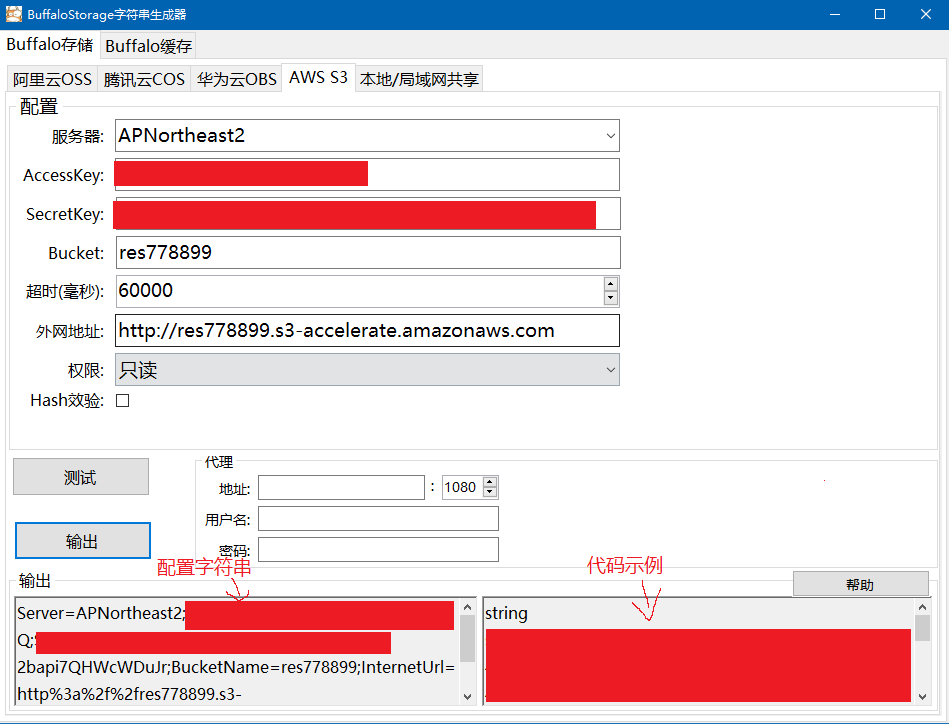 BuffaloStorage字符串生成器
Buffalo存储 Buffalo缓存
阿里云OSS 腾讯云COS 华为云OBS AWS S3 本地/局域网共享
配置
服务器: APNortheast2
AccessKey:
SecretKey:
Bucket: res778899
超时(毫秒): 60000
外网地址: http://res778899.s3-accelerate.amazonaws.com
权限: 只读
Hash效验:
测试
代理
地址: : 1080
用户名:
输出
密码:
配置字符串
代码示例
输出
帮助
Server=APNortheast2;
Q;
2bapi7QHWcWDuJr;BucketName=res778899;InternetUrl=
http%3a%2f%2fres778899.s3-
string